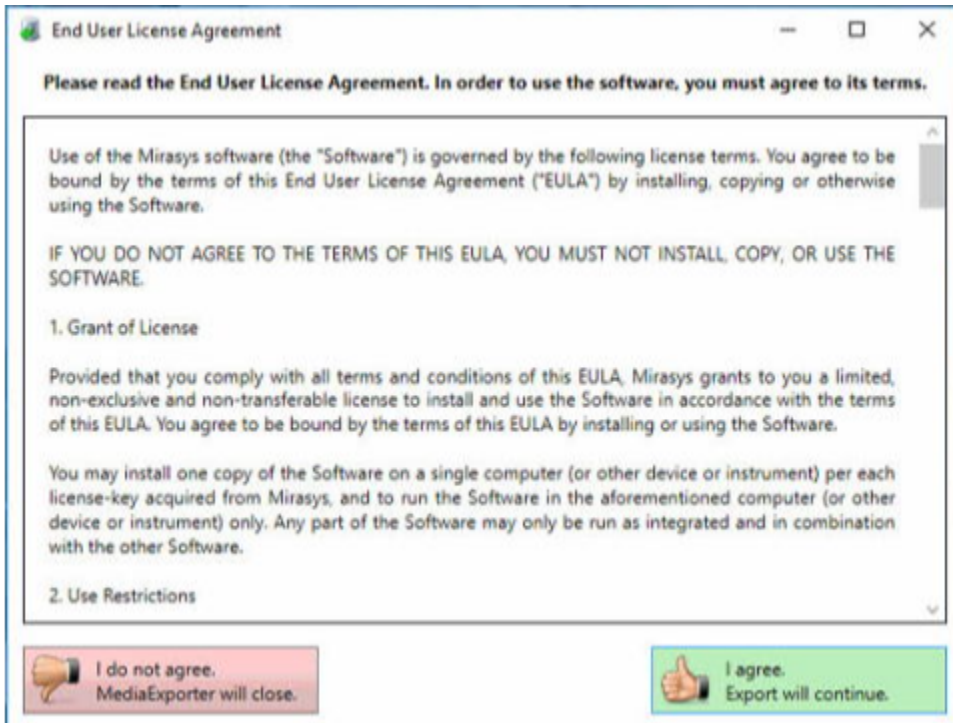 End User License Agreement
Please read the End User License Agreement. In order to use the software, you must agree to its terms.
Use of the Mirasys software (the "Software") is governed by the following license terms. You agree to be
bound by the terms of this End User License Agreement ("EULA") by installing, copying or otherwise
using the Software.
IF YOU DO NOT AGREE TO THE TERMS OF THIS EULA, YOU MUST NOT INSTALL, COPY, OR USE THE
SOFTWARE.
1. Grant of License
Provided that you comply with all terms and conditions of this EULA, Mirasys grants to you a limited,
non-exclusive and non-transferable license to install and use the Software in accordance with the terms
of this EULA. You agree to be bound by the terms of this EULA by installing or using the Software.
You may install one copy of the Software on a single computer (or other device or instrument) per each
license-key acquired from Mirasys, and to run the Software in the aforementioned computer (or other
device or instrument) only. Any part of the Software may only be run as integrated and in combination
with the other Software.
2. Use Restrictions
I do not agree.
MediaExporter will close.
I agree.
Export will continue.